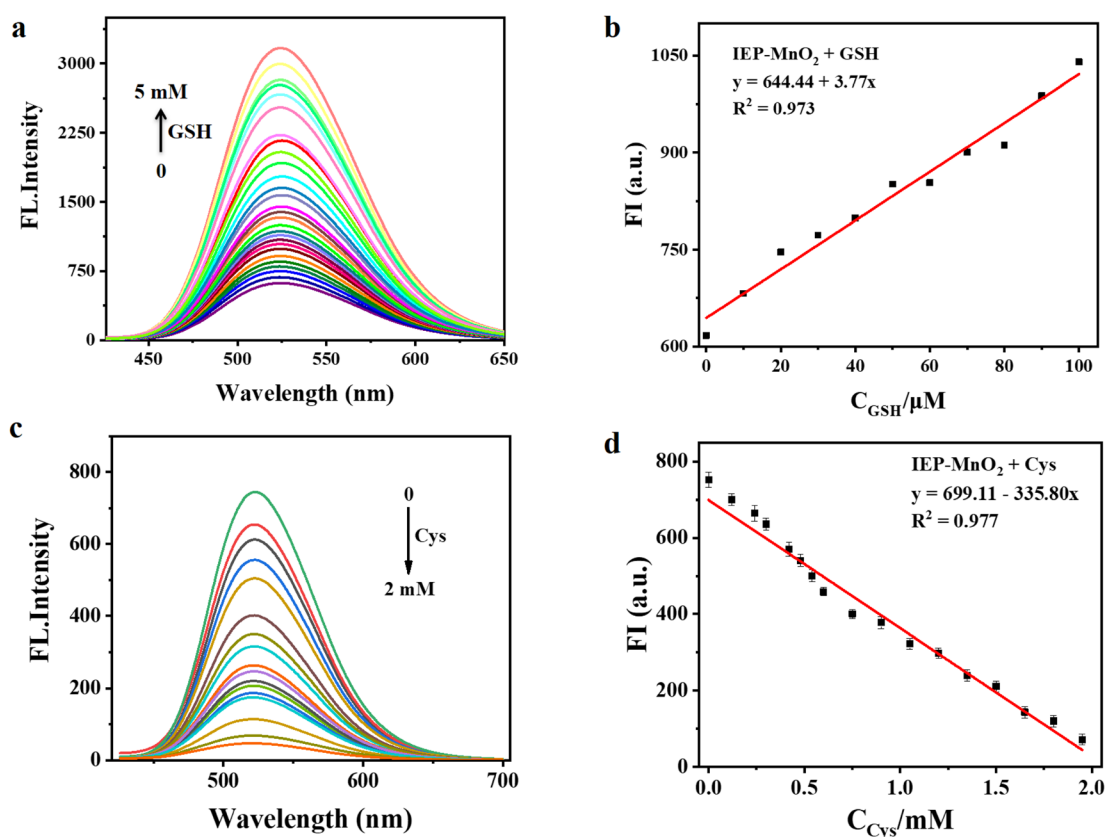 a
FL.Intensity
3000
2250
1500
750
0
5 mM
GSH
0
450
500
550
600
650
Wavelength (nm)
b
FI (a.u.)
1050
900
750
600
IEP-MnO₂ + GSH
y = 644.44 + 3.77x
R² = 0.973
0
20
40
60
80
100
C_GSH/µM
c
FL.Intensity
800
600
400
200
0
0
Cys
2 mM
500
600
700
Wavelength (nm)
d
FI (a.u.)
800
600
400
200
0
IEP-MnO₂ + Cys
y = 699.11 - 335.80x
R² = 0.977
0.0
0.5
1.0
1.5
2.0
C_Cys/mM